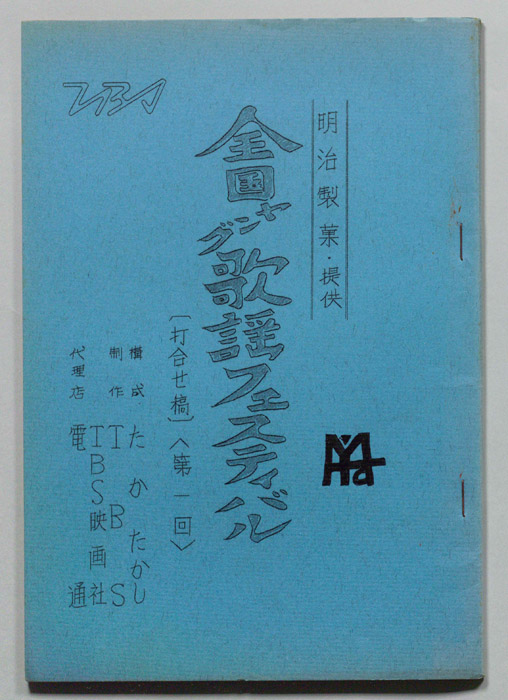 明治製菓・提供
全国ヤング歌謡フェスティバル
TBS
〔打合せ稿〕〈第一回〉
構成 たかたかし
制作 TBS
TBS映画社
代理店 電通